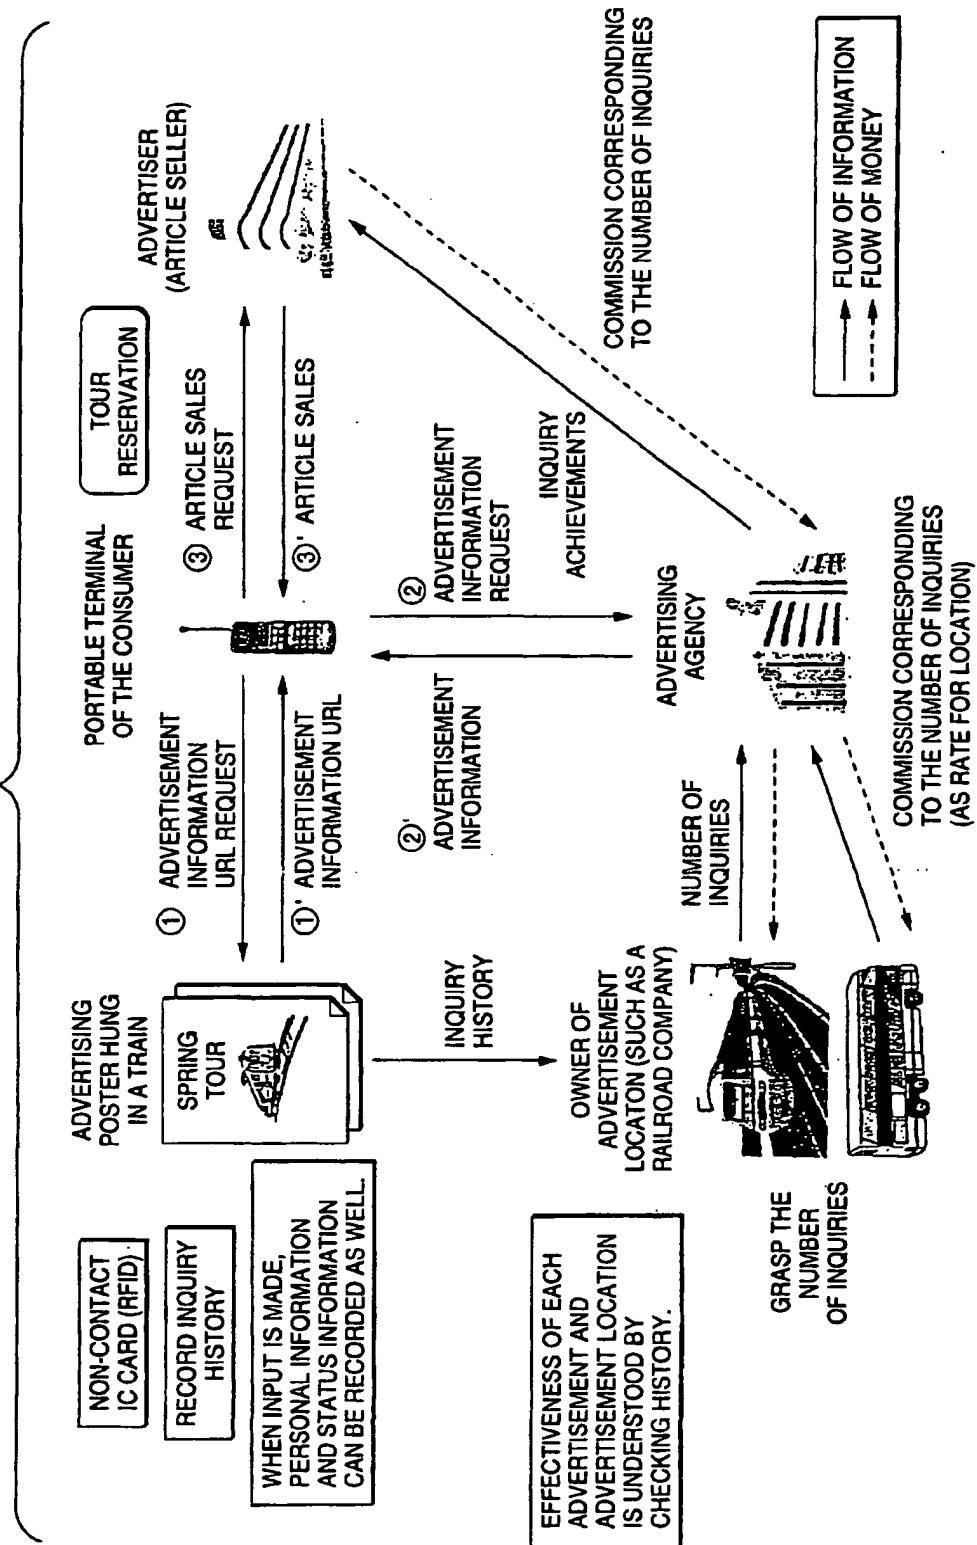 NON-CONTACT
IC CARD (RFID)
RECORD INQUIRY
HISTORY
WHEN INPUT IS MADE,
PERSONAL INFORMATION
AND STATUS INFORMATION
CAN BE RECORDED AS WELL.
ADVERTISING
POSTER HUNG
IN A TRAIN
SPRING
TOUR
① ADVERTISEMENT
INFORMATION
URL REQUEST
①' ADVERTISEMENT
INFORMATION URL
PORTABLE TERMINAL
OF THE CONSUMER
TOUR
RESERVATION
③ ARTICLE SALES
REQUEST
③' ARTICLE SALES
ADVERTISER
(ARTICLE SELLER)
INQUIRY
HISTORY
②' ADVERTISEMENT
INFORMATION
② ADVERTISEMENT
INFORMATION
REQUEST
INQUIRY
ACHIEVEMENTS
COMMISSION CORRESPONDING
TO THE NUMBER OF INQUIRIES
EFFECTIVENESS OF EACH
ADVERTISEMENT AND
ADVERTISEMENT LOCATION
IS UNDERSTOOD BY
CHECKING HISTORY.
OWNER OF
ADVERTISEMENT
LOCATON (SUCH AS A
RAILROAD COMPANY)
GRASP THE
NUMBER
OF INQUIRIES
NUMBER OF
INQUIRIES
ADVERTISING
AGENCY
COMMISSION CORRESPONDING
TO THE NUMBER OF INQUIRIES
(AS RATE FOR LOCATION)
FLOW OF INFORMATION
FLOW OF MONEY